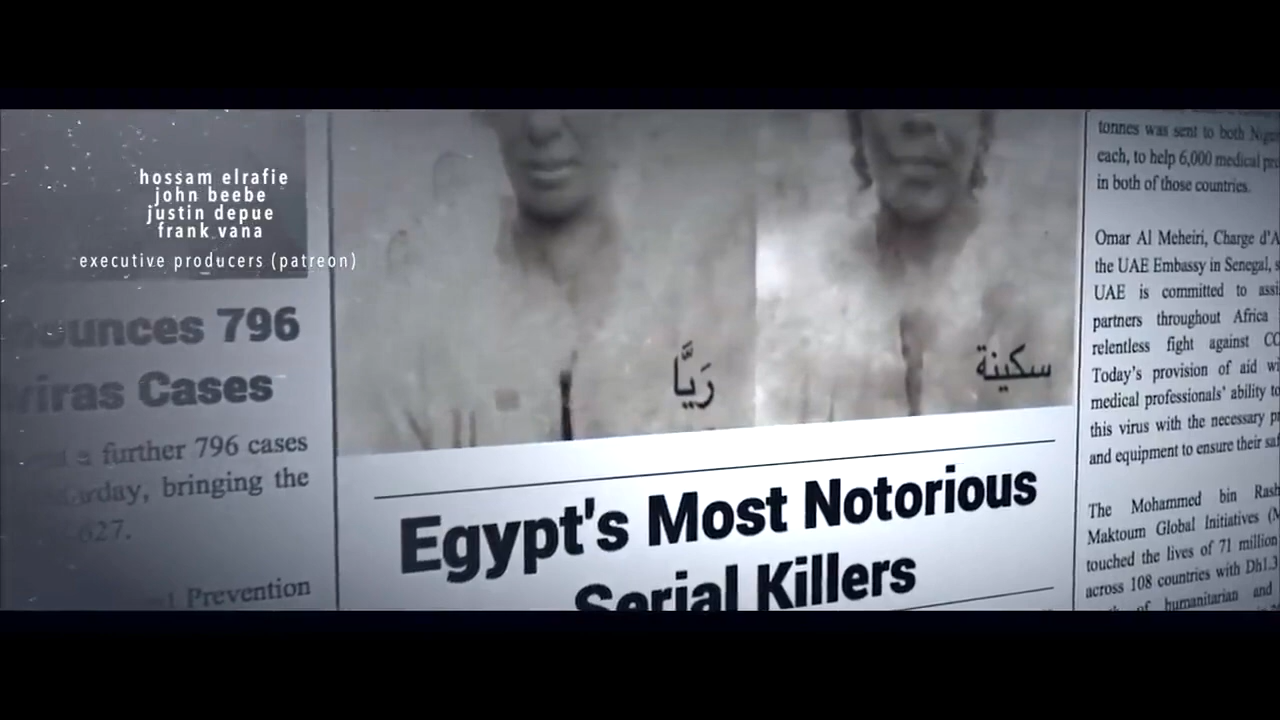 hossam elrafie
john beebe
justin depue
frank vana
executive producers (patreon)
796
Cases
a further 796 cases
bringing the
627.
Prevention
رَيَّا
سكينة
Egypt's Most Notorious
Serial Killers
tonnes was sent to both
each, to help 6,000 medical
in both of those countries.
Omar Al Meheiri, Charge
the UAE Embassy in Senegal,
UAE is committed to
partners throughout Africa
relentless fight against
Today's provision of aid
medical professionals' ability to
this virus with the necessary
and equipment to ensure their
The Mohammed bin
Maktoum Global Initiatives
touched the lives of 71 million
across 108 countries with
of humanitarian and